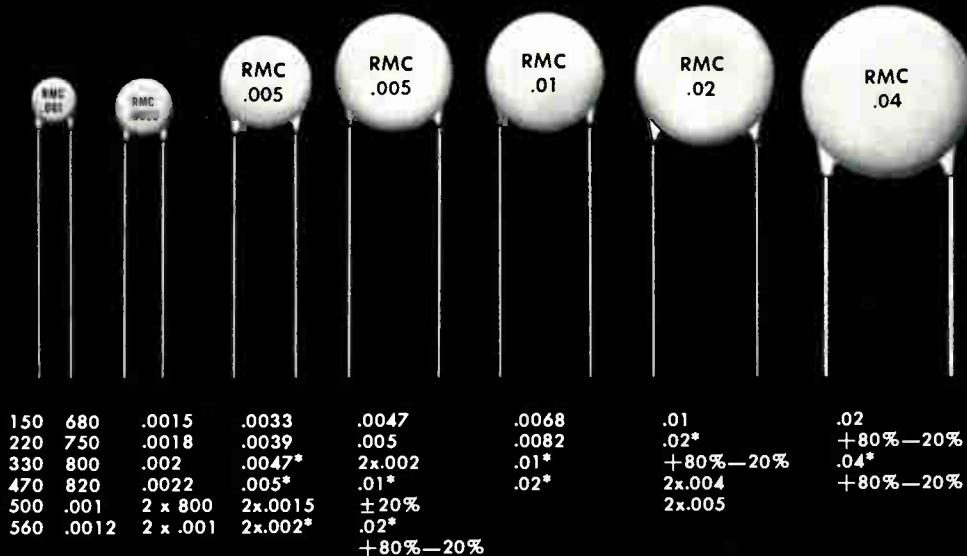 RMC
.001
RMC
RMC
.005
RMC
.005
RMC
.01
RMC
.02
RMC
.04
150 680 .0015 .0033 .0047 .0068 .01 .02
220 750 .0018 .0039 .005 .0082 .02* +80%—20%
330 800 .002 .0047* 2x.002 .01* +80%—20% .04*
470 820 .0022 .005* .01* .02* 2x.004 +80%—20%
500 .001 2 x 800 2x.0015 ±20% 2x.005
560 .0012 2 x .001 2x.002* .02*
+80%—20%